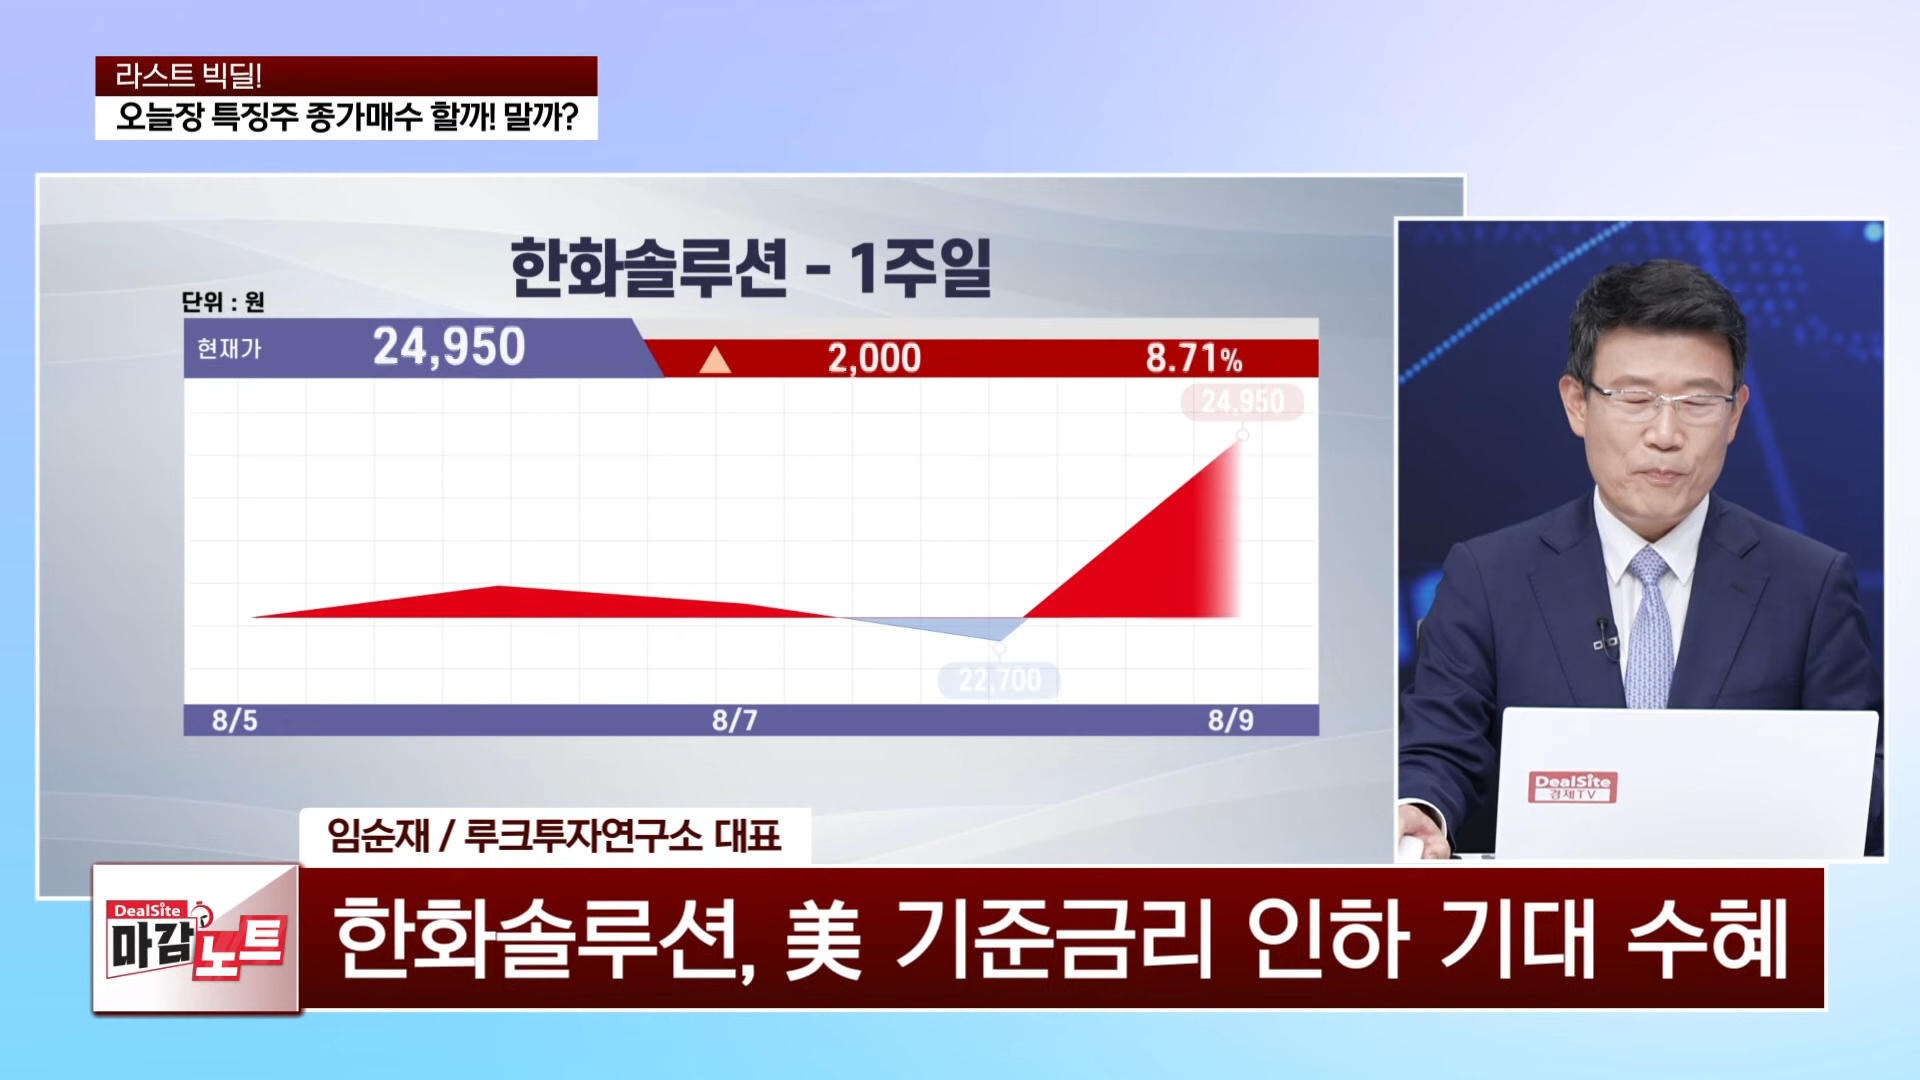 라스트 빅딜!
오늘장 특징주 종가매수 할까! 말까?
한화솔루션 - 1주일
단위 : 원
현재가 24,950 ▲ 2,000 8.71%
24,950
22,700
8/5 8/7 8/9
DealSite
경제TV
임순재 / 루크투자연구소 대표
DealSite
마감노트
한화솔루션, 美 기준금리 인하 기대 수혜